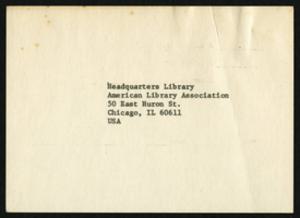 Headquarters Library
American Library Association
50 East Huron St.
Chicago, IL 60611
USA